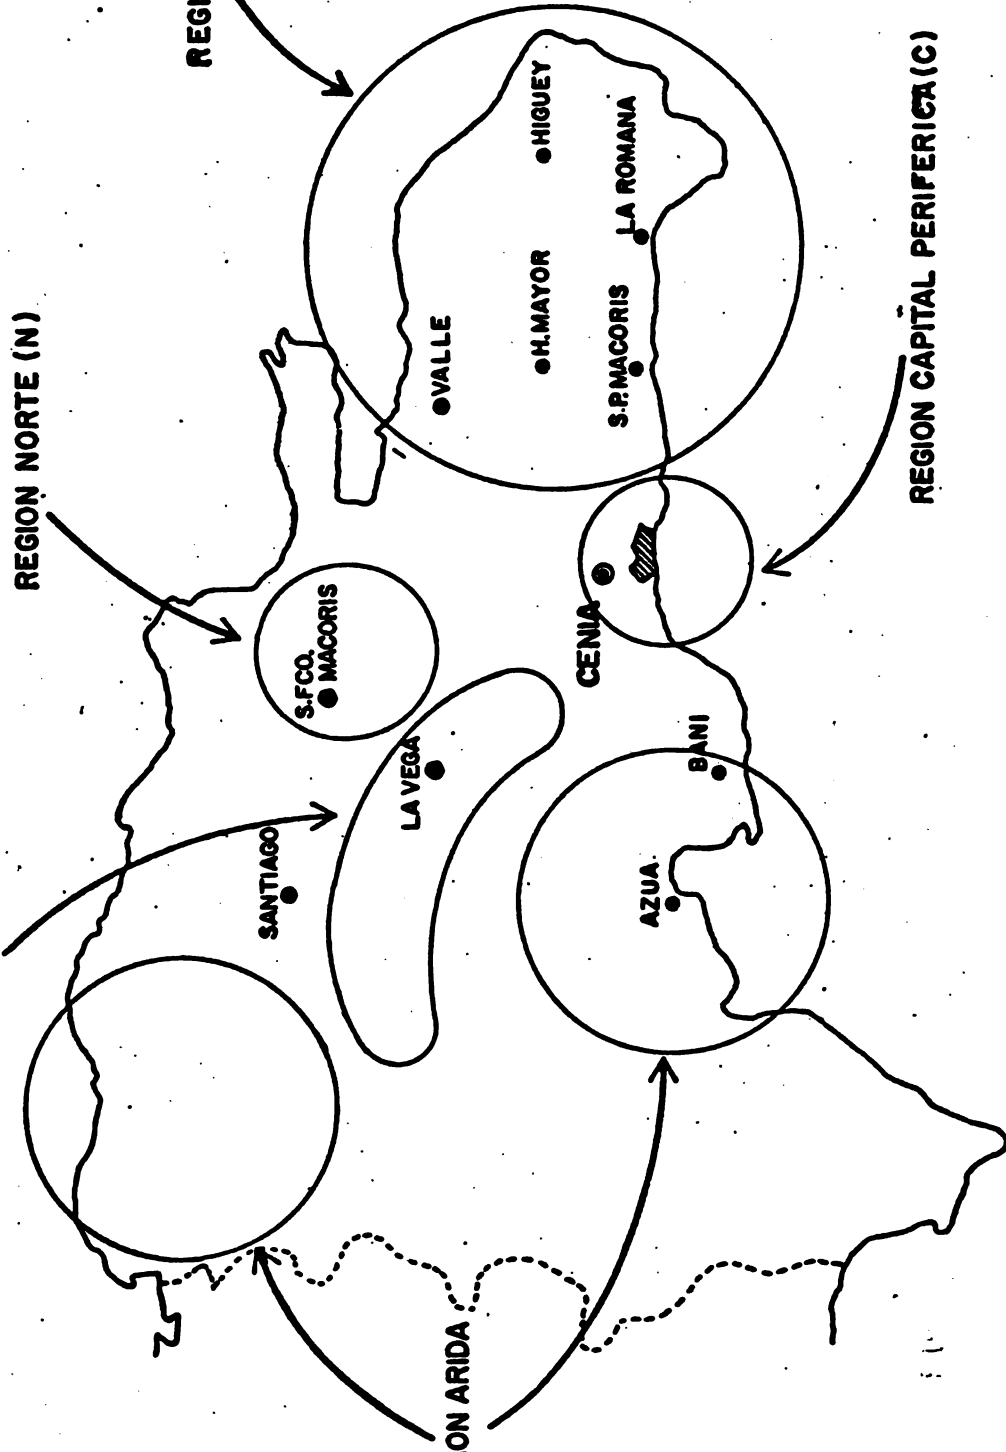 REGION NORTE (N)
REGI
SANTIAGO
S.FCO.
MACORIS
LA VEGA
VALLE
ON ARIDA
H.MAYOR
HIGUEY
CENIA
S.P.MACORIS
LA ROMANA
AZUA.
BANI
REGION CAPITAL PERIFERICA (C)